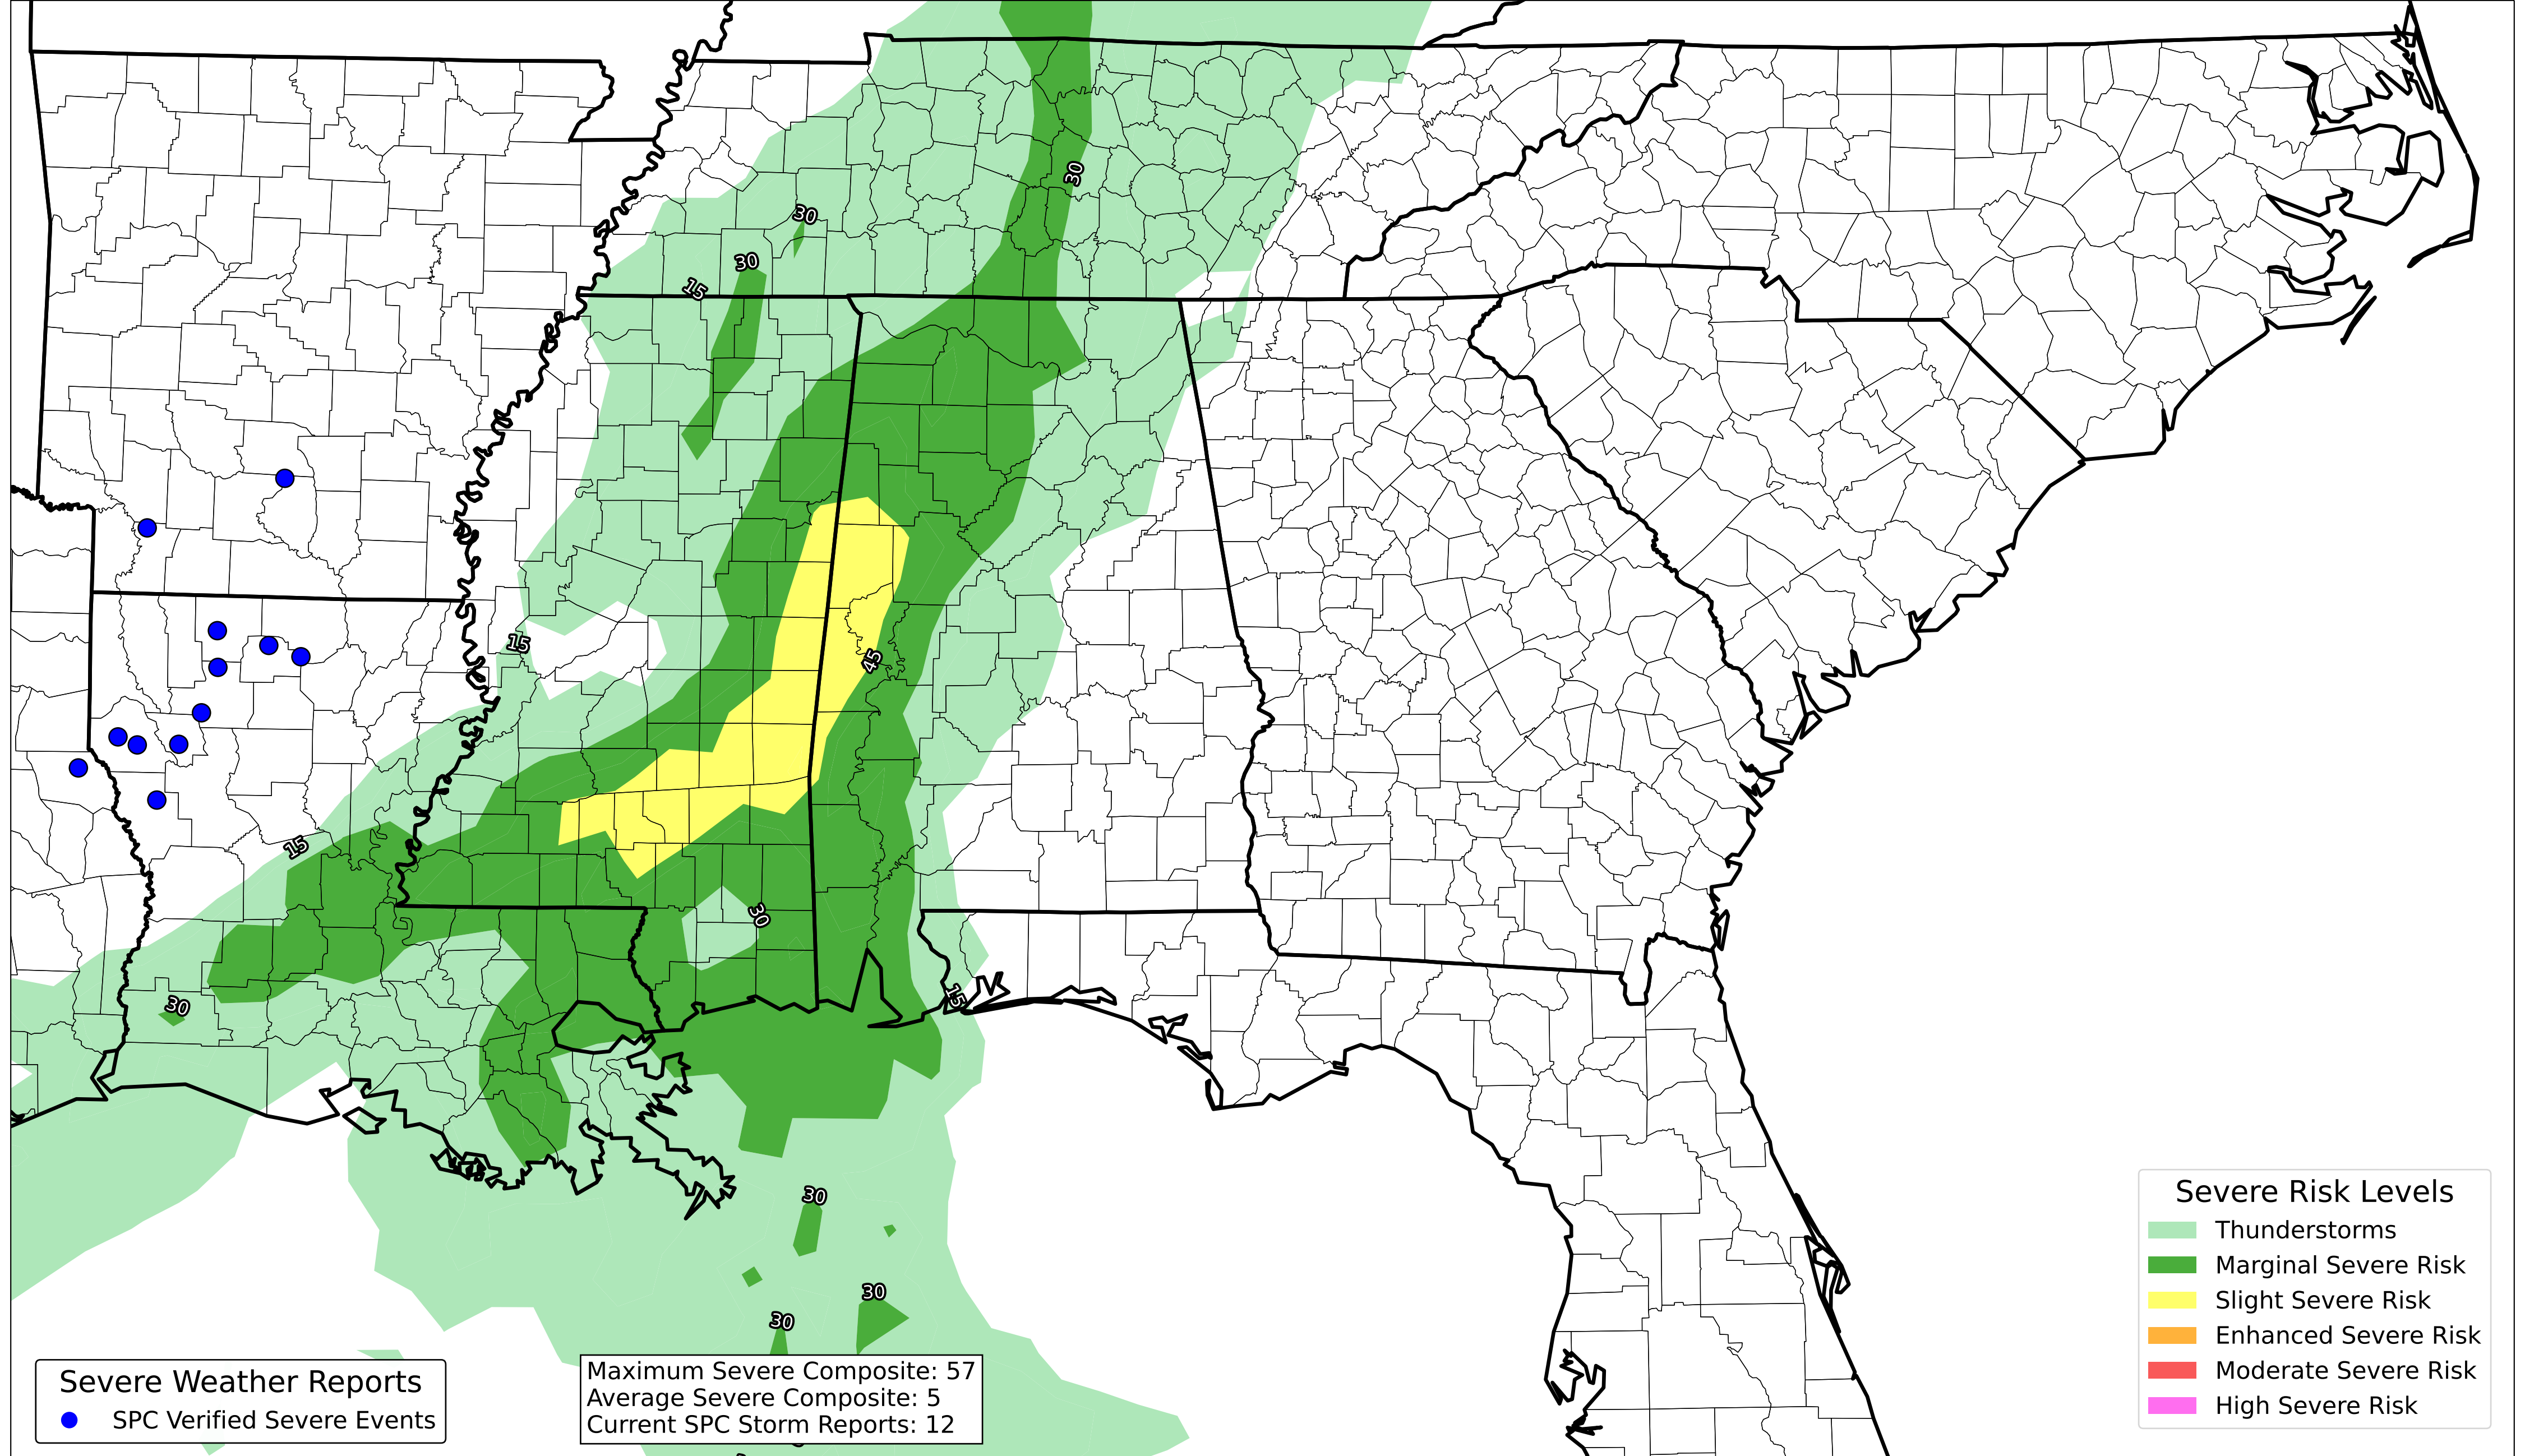 30
30
30
15
45
15
30
15
30
15
30
30
30
Severe Risk Levels
Thunderstorms
Marginal Severe Risk
Slight Severe Risk
Enhanced Severe Risk
Moderate Severe Risk
High Severe Risk
Severe Weather Reports
SPC Verified Severe Events
Maximum Severe Composite: 57
Average Severe Composite: 5
Current SPC Storm Reports: 12